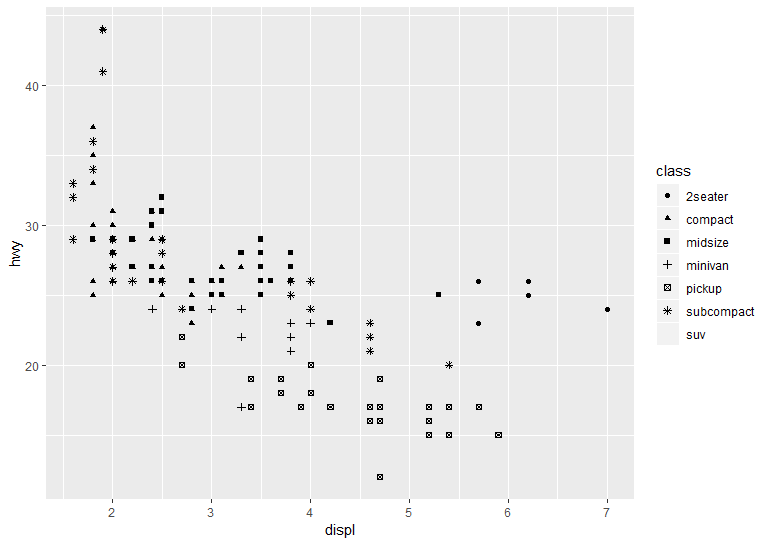 40
30
20
hwy
2 3 4 5 6 7
displ
class
2seater
compact
midsize
minivan
pickup
subcompact
suv